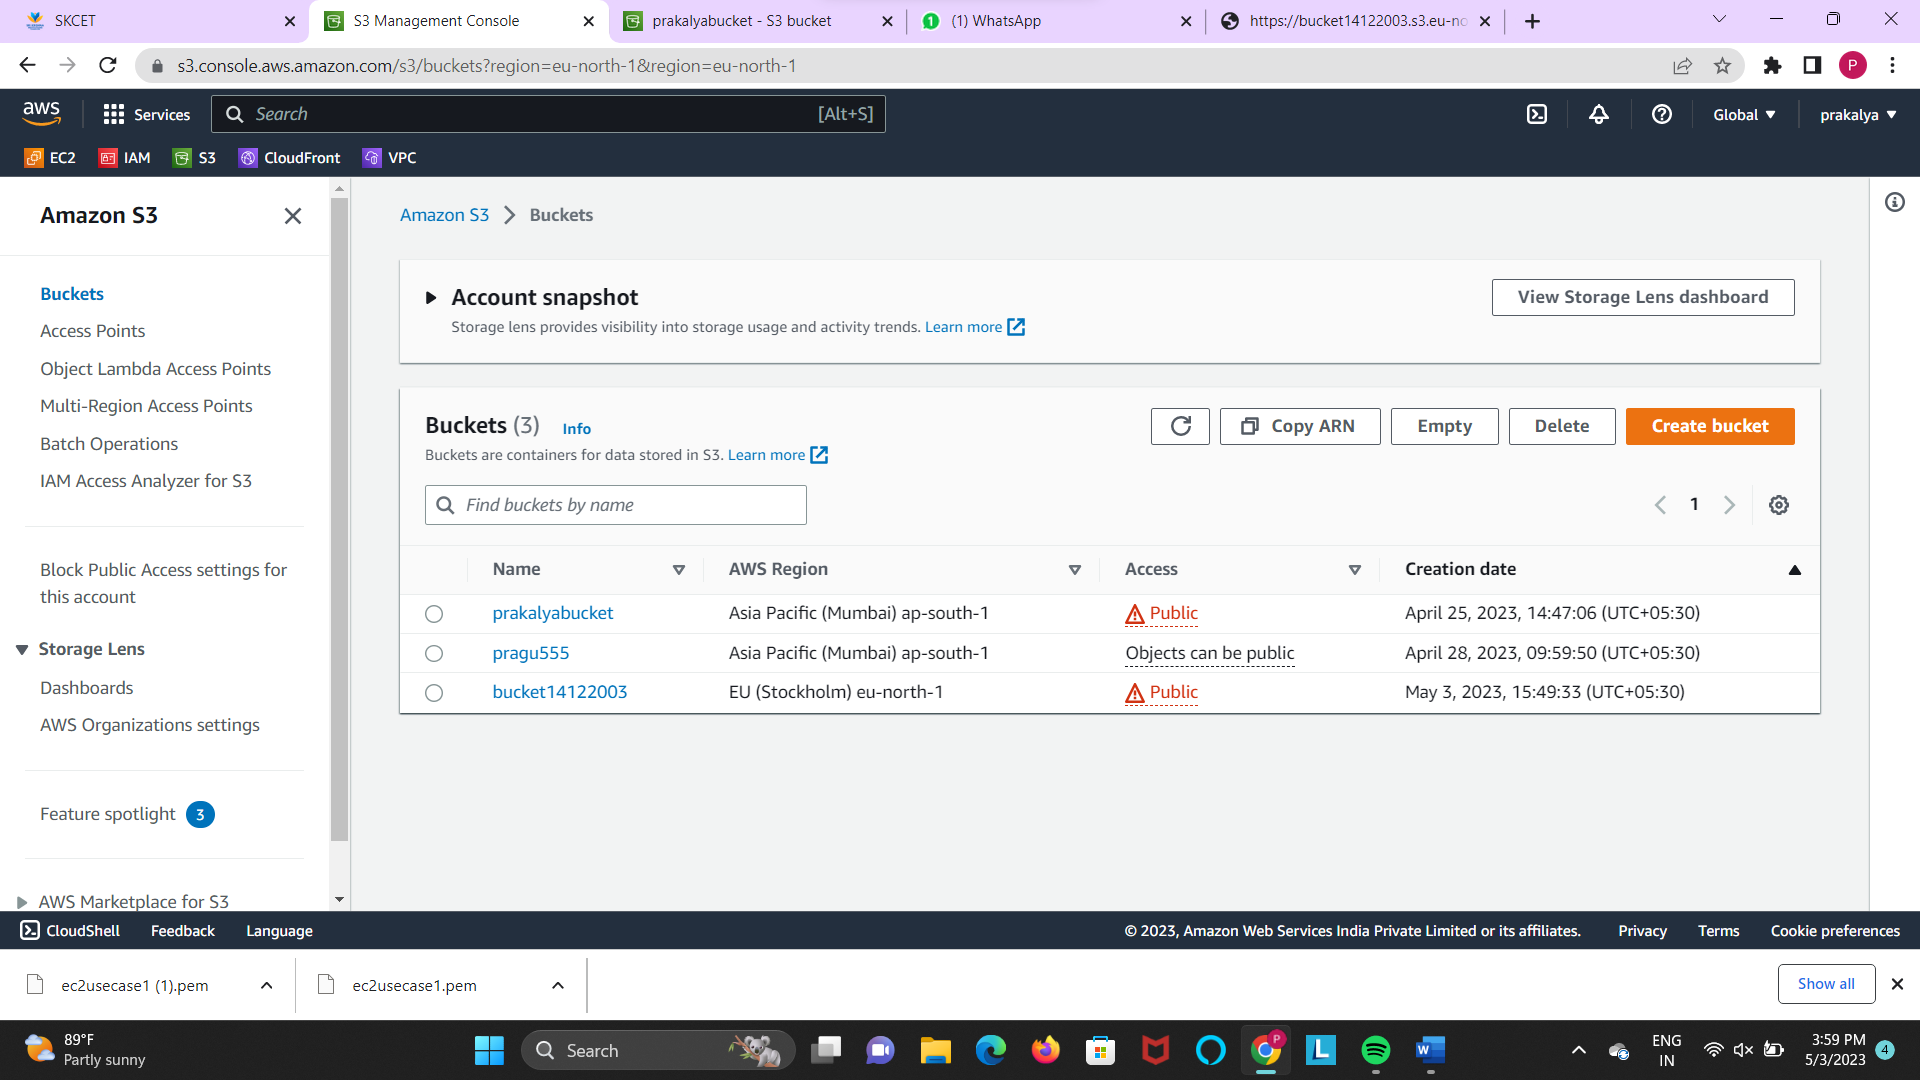 SKCET
S3 Management Console
prakalyabucket - S3 bucket
1
(1) WhatsApp
https://bucket14122003.s3.eu-no
s3.console.aws.amazon.com/s3/buckets?region=eu-north-1&region=eu-north-1
P
aws
Services
Search
[Alt+S]
Global
prakalya
EC2
IAM
S3
CloudFront
VPC
Amazon S3
Buckets
Access Points
Object Lambda Access Points
Multi-Region Access Points
Batch Operations
IAM Access Analyzer for S3
Block Public Access settings for
this account
Storage Lens
Dashboards
AWS Organizations settings
Feature spotlight 3
AWS Marketplace for S3
Amazon S3 > Buckets
Account snapshot
Storage lens provides visibility into storage usage and activity trends. Learn more
View Storage Lens dashboard
Buckets (3) Info
Buckets are containers for data stored in S3. Learn more
Copy ARN
Empty
Delete
Create bucket
Find buckets by name
1
Name AWS Region Access Creation date
prakalyabucket Asia Pacific (Mumbai) ap-south-1 Public April 25, 2023, 14:47:06 (UTC+05:30)
pragu555 Asia Pacific (Mumbai) ap-south-1 Objects can be public April 28, 2023, 09:59:50 (UTC+05:30)
bucket14122003 EU (Stockholm) eu-north-1 Public May 3, 2023, 15:49:33 (UTC+05:30)
CloudShell
Feedback
Language
© 2023, Amazon Web Services India Private Limited or its affiliates.
Privacy
Terms
Cookie preferences
ec2usecase1 (1).pem
ec2usecase1.pem
Show all
89°F
Partly sunny
Search
P
L
W
ENG
IN
3:59 PM
5/3/2023
4